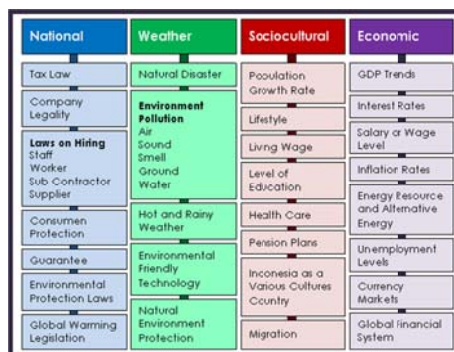 National
Tax Law
Company
Legality
Laws on Hiring
Staff
Worker
Sub Contractor
Supplier
Consumen
Protection
Guarantee
Environmental
Protection Laws
Global Warming
Legislation
Weather
Natural Disaster
Environment
Pollution
Air
Sound
Smell
Ground
Water
Hot and Rainy
Weather
Environmental
Friendly
Technology
Natural
Environment
Protection
Sociocultural
Population
Growth Rate
Lifestyle
Living Wage
Level of
Education
Health Care
Pension Plans
Inconesia as a
Various Cultures
Country
Migration
Economic
GDP Trends
Interest Rates
Salary or Wage
Level
Inflation Rates
Energy Resource
and Alternative
Energy
Unemployment
Levels
Currency
Markets
Global Financial
System